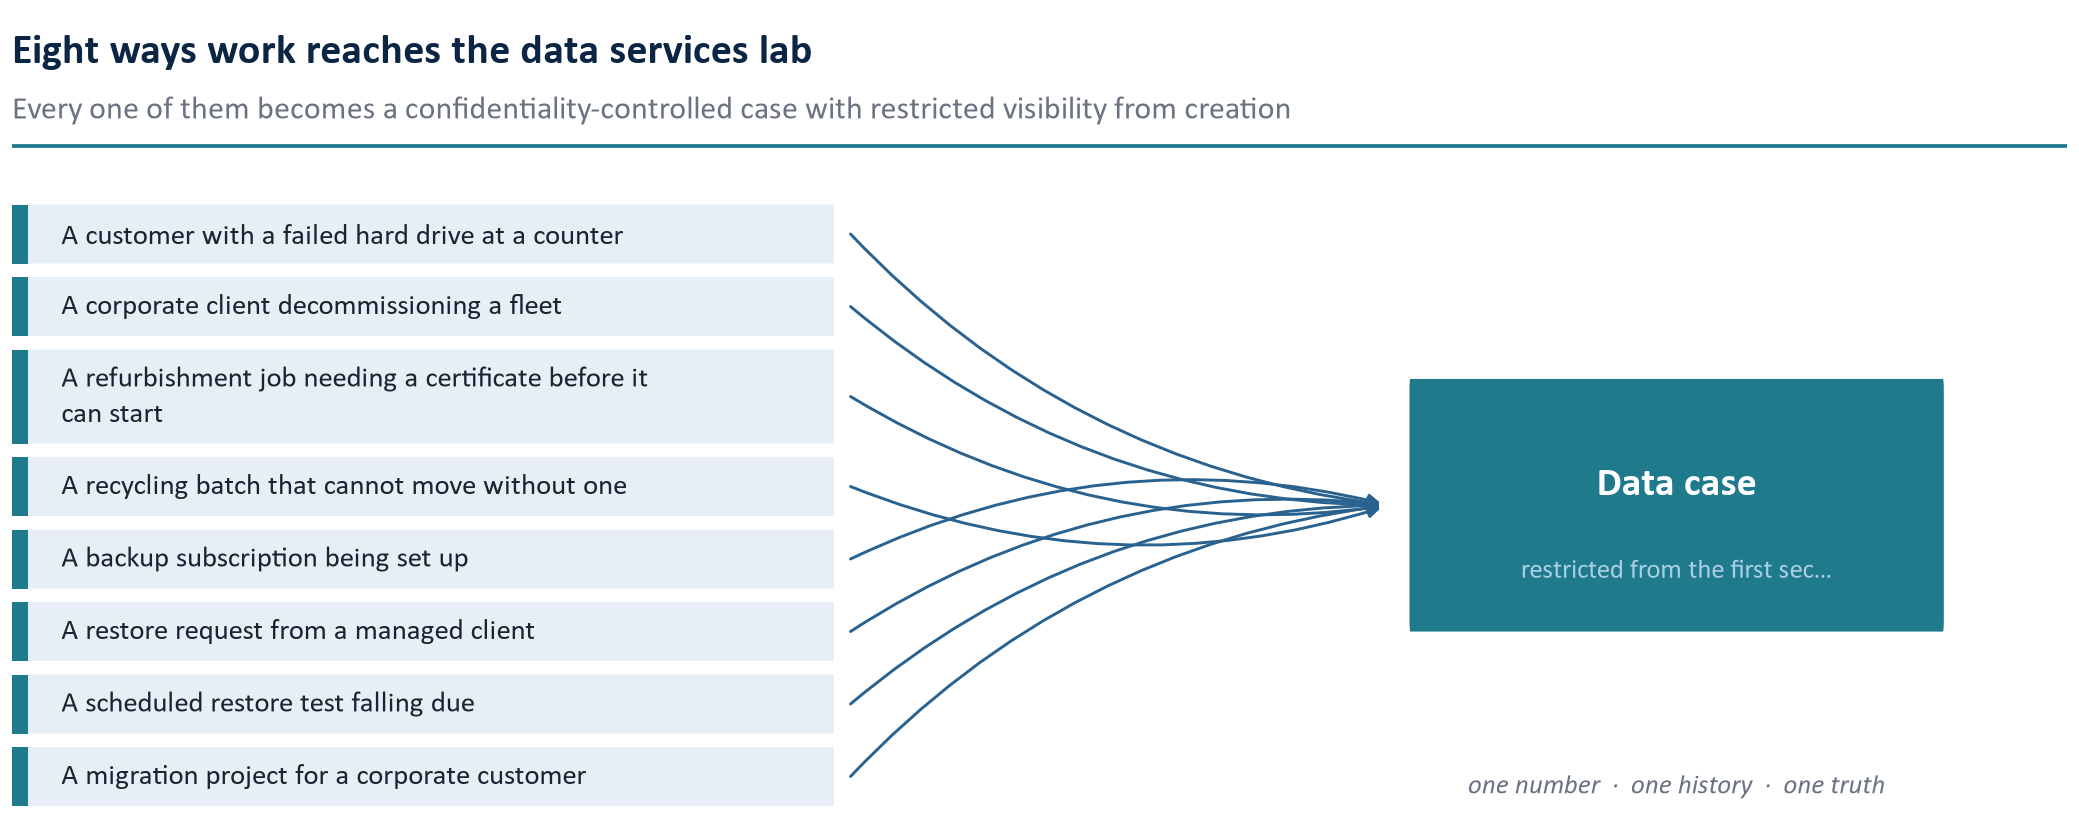 Eight ways work reaches the data services lab
Every one of them becomes a confidentiality-controlled case with restricted visibility from creation
A customer with a failed hard drive at a counter
A corporate client decommissioning a fleet
A refurbishment job needing a certificate before it
can start
A recycling batch that cannot move without one
A backup subscription being set up
A restore request from a managed client
A scheduled restore test falling due
A migration project for a corporate customer
Data case
restricted from the first sec...
one number · one history · one truth